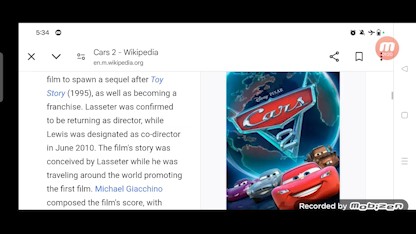 5:34
Cars 2 - Wikipedia
en.m.wikipedia.org
film to spawn a sequel after Toy
Story (1995), as well as becoming a
franchise. Lasseter was confirmed
to be returning as director, while
Lewis was designated as co-director
in June 2010. The film's story was
conceived by Lasseter while he was
traveling around the world promoting
the first film. Michael Giacchino
composed the film's score, with
Disney PIXAR
Cars
2
Recorded by Mobizen